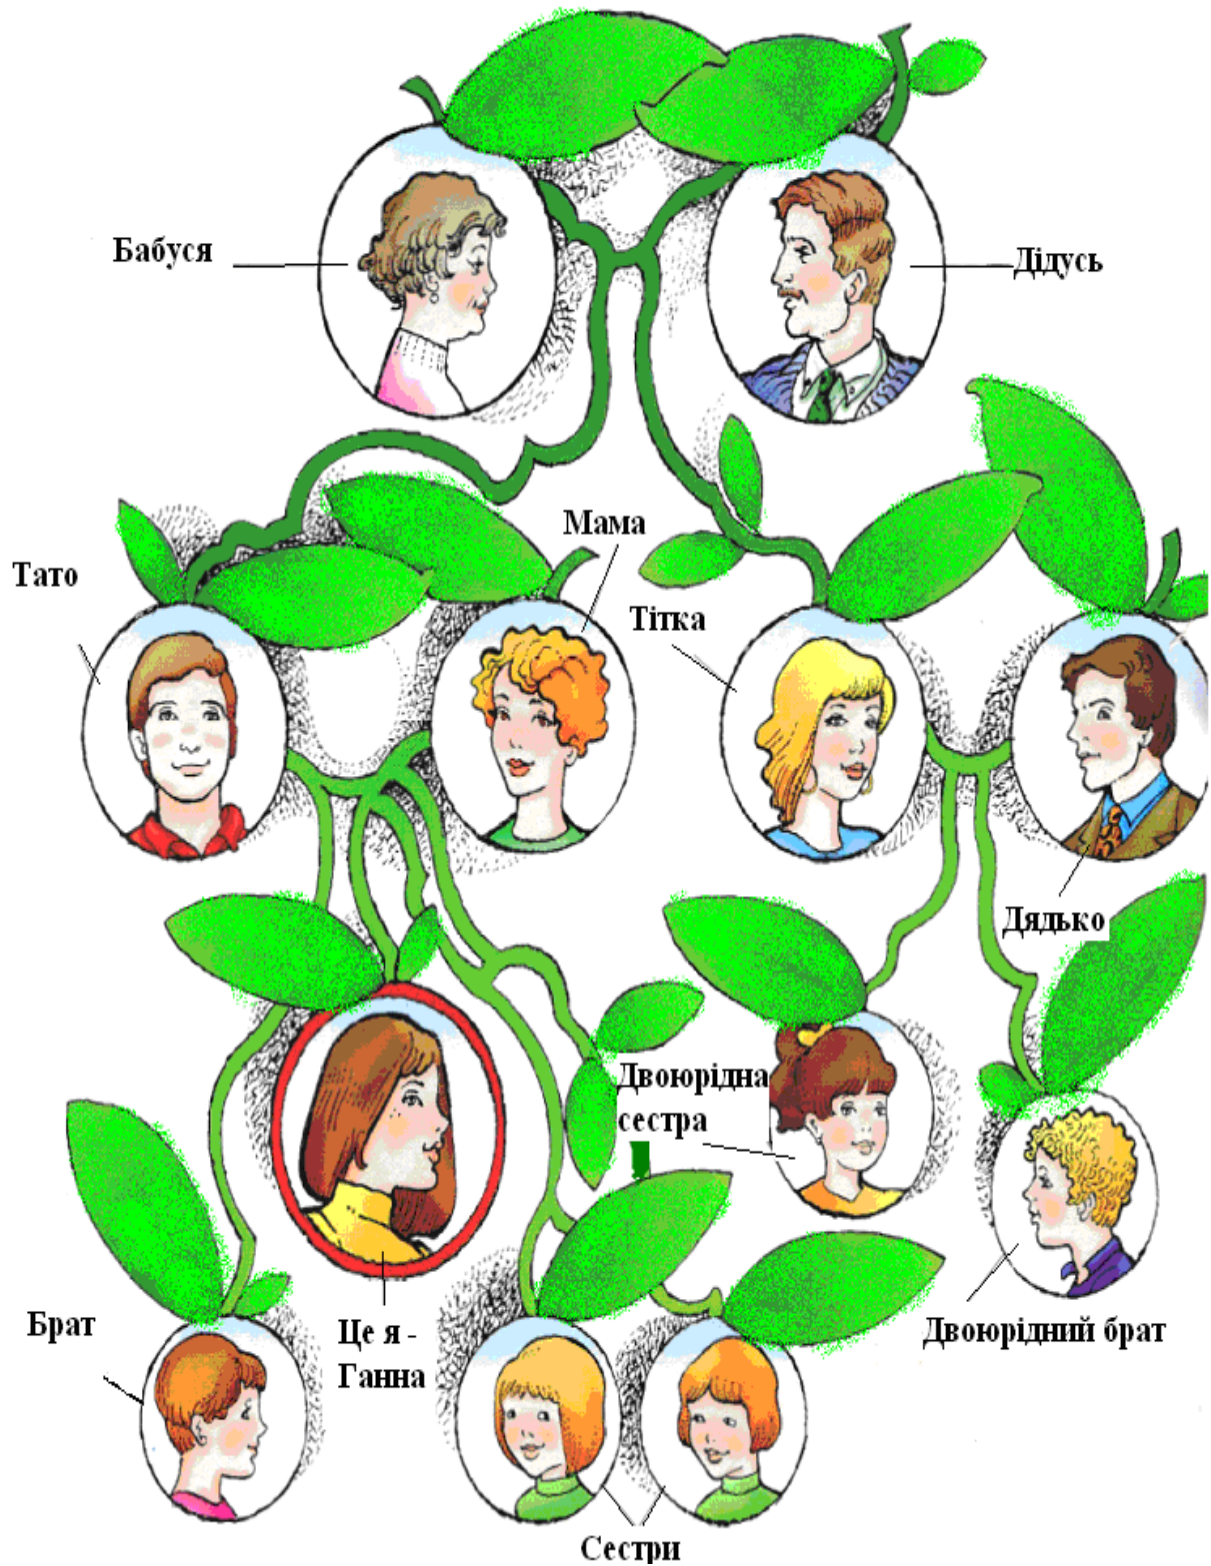 Бабуся
Дідусь
Мама
Тато
Тітка
Дядько
Двоюрідна
сестра
Брат
Це я -
Ганна
Двоюрідний брат
Сестри